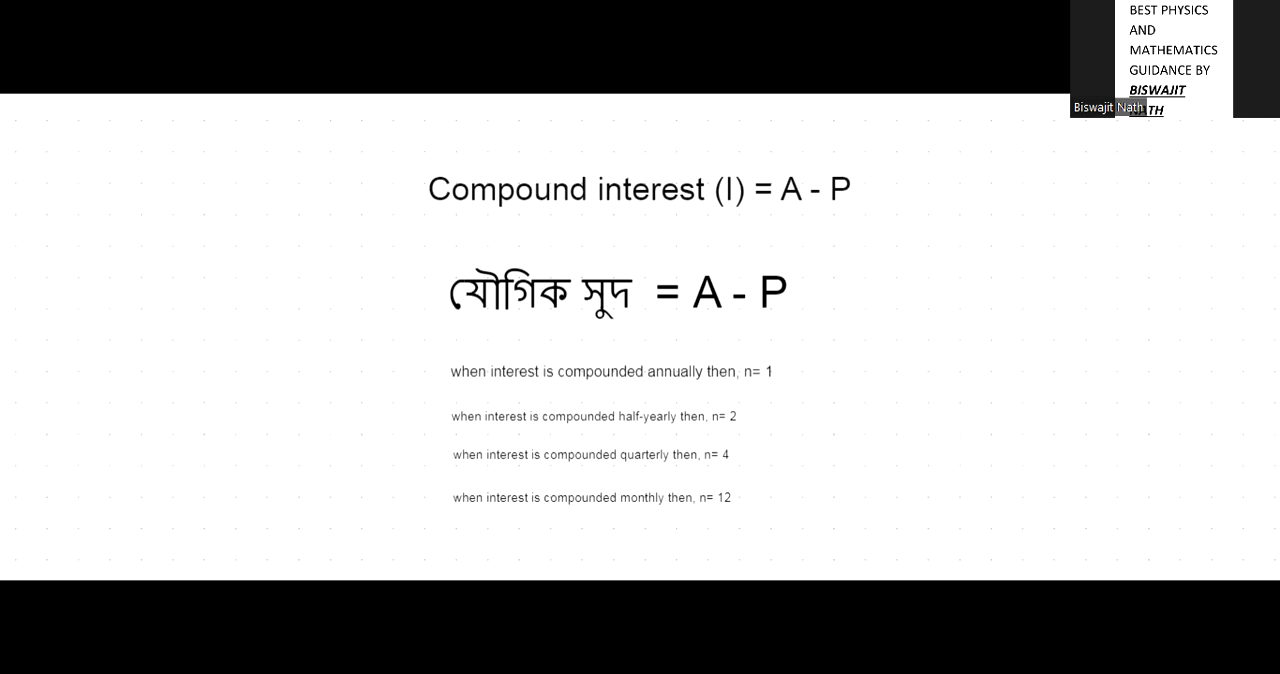 BEST PHYSICS
AND
MATHEMATICS
GUIDANCE BY
BISWAJIT
NATH
Biswajit Nath
Compound interest (I) = A - P
যৌগিক সুদ = A - P
when interest is compounded annually then, n= 1
when interest is compounded half-yearly then, n= 2
when interest is compounded quarterly then, n= 4
when interest is compounded monthly then, n= 12